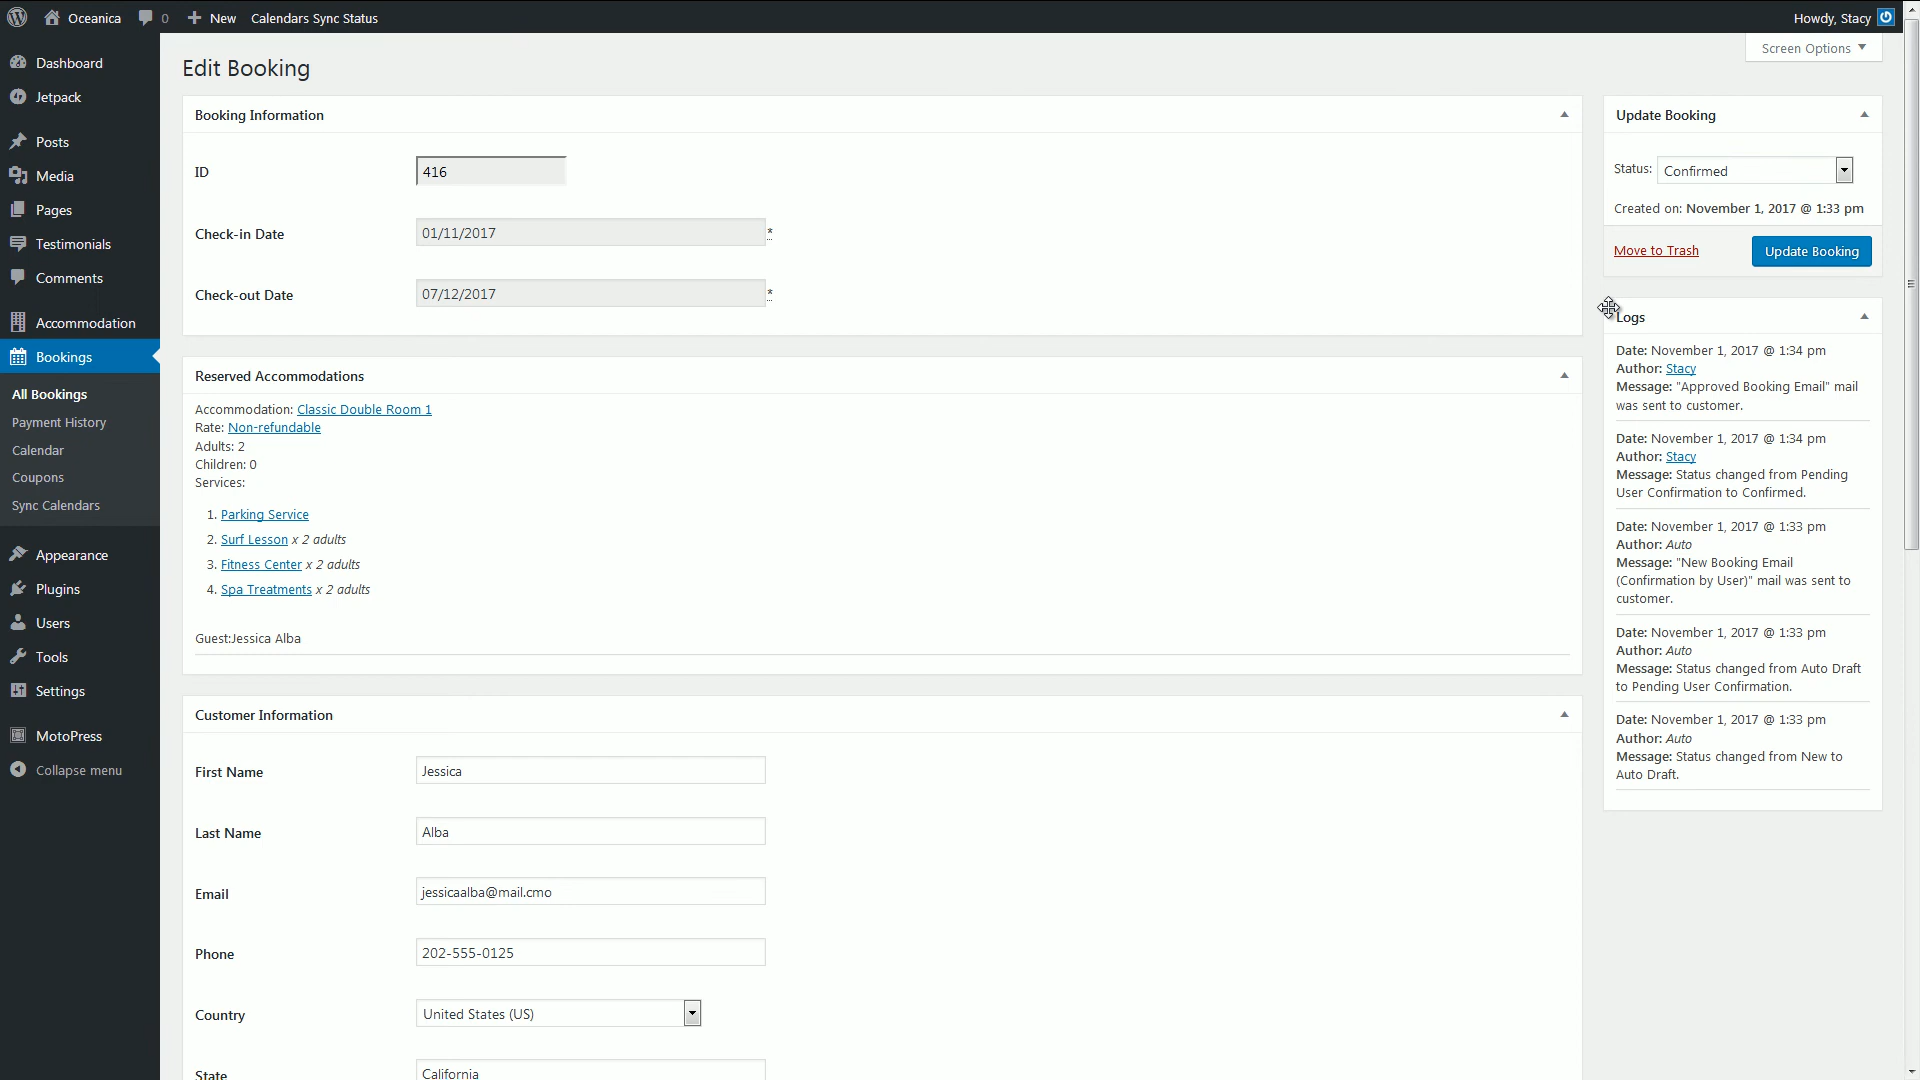 Oceanica
0
New
Calendars Sync Status
Howdy, Stacy
Screen Options
Dashboard
Jetpack
Posts
Media
Pages
Testimonials
Comments
Accommodation
Bookings
All Bookings
Payment History
Calendar
Coupons
Sync Calendars
Appearance
Plugins
Users
Tools
Settings
MotoPress
Collapse menu
Edit Booking
Booking Information
ID
416
Check-in Date
01/11/2017
*
Check-out Date
07/12/2017
*
Reserved Accommodations
Accommodation: Classic Double Room 1
Rate: Non-refundable
Adults: 2
Children: 0
Services:
1. Parking Service
2. Surf Lesson x 2 adults
3. Fitness Center x 2 adults
4. Spa Treatments x 2 adults
Guest:Jessica Alba
Customer Information
First Name
Jessica
Last Name
Alba
Email
jessicaalba@mail.cmo
Phone
202-555-0125
Country
United States (US)
State
California
Update Booking
Status: Confirmed
Created on: November 1, 2017 @ 1:33 pm
Move to Trash
Update Booking
Logs
Date: November 1, 2017 @ 1:34 pm
Author: Stacy
Message: "Approved Booking Email" mail
was sent to customer.
Date: November 1, 2017 @ 1:34 pm
Author: Stacy
Message: Status changed from Pending
User Confirmation to Confirmed.
Date: November 1, 2017 @ 1:33 pm
Author: Auto
Message: "New Booking Email
(Confirmation by User)" mail was sent to
customer.
Date: November 1, 2017 @ 1:33 pm
Author: Auto
Message: Status changed from Auto Draft
to Pending User Confirmation.
Date: November 1, 2017 @ 1:33 pm
Author: Auto
Message: Status changed from New to
Auto Draft.